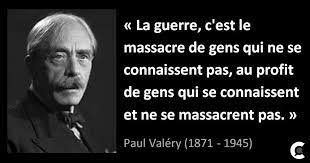 « La guerre, c'est le
massacre de gens qui ne se
connaissent pas, au profit
de gens qui se connaissent
et ne se massacrent pas. »
Paul Valéry (1871 - 1945)